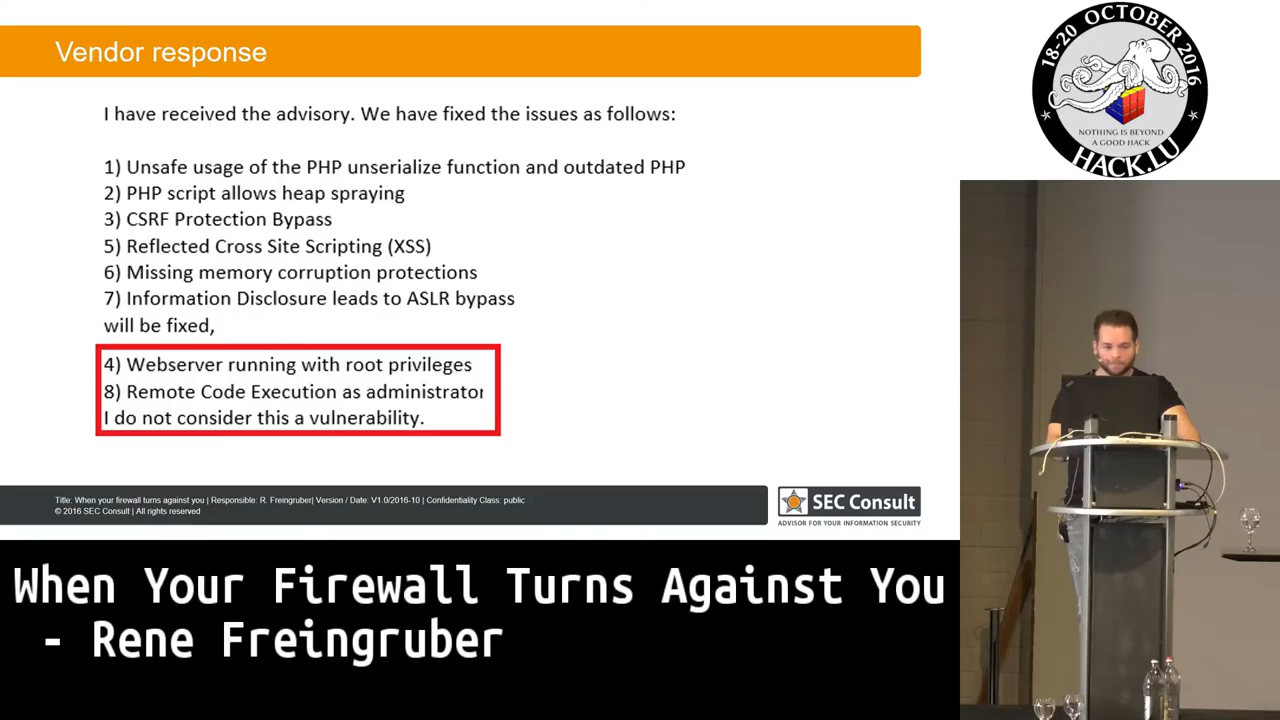 Vendor response
I have received the advisory. We have fixed the issues as follows:
1) Unsafe usage of the PHP unserialize function and outdated PHP
2) PHP script allows heap spraying
3) CSRF Protection Bypass
5) Reflected Cross Site Scripting (XSS)
6) Missing memory corruption protections
7) Information Disclosure leads to ASLR bypass
will be fixed,
4) Webserver running with root privileges
8) Remote Code Execution as administrator
I do not consider this a vulnerability.
Title: When your firewall turns against you | Responsible: R. Freingruber| Version / Date: V1.0/2016-10 | Confidentiality Class: public
© 2016 SEC Consult | All rights reserved
SEC Consult
ADVISOR FOR YOUR INFORMATION SECURITY
18-20 OCTOBER 2016
NOTHING IS BEYOND
A GOOD HACK
HACK.LU
When Your Firewall Turns Against You
- Rene Freingruber